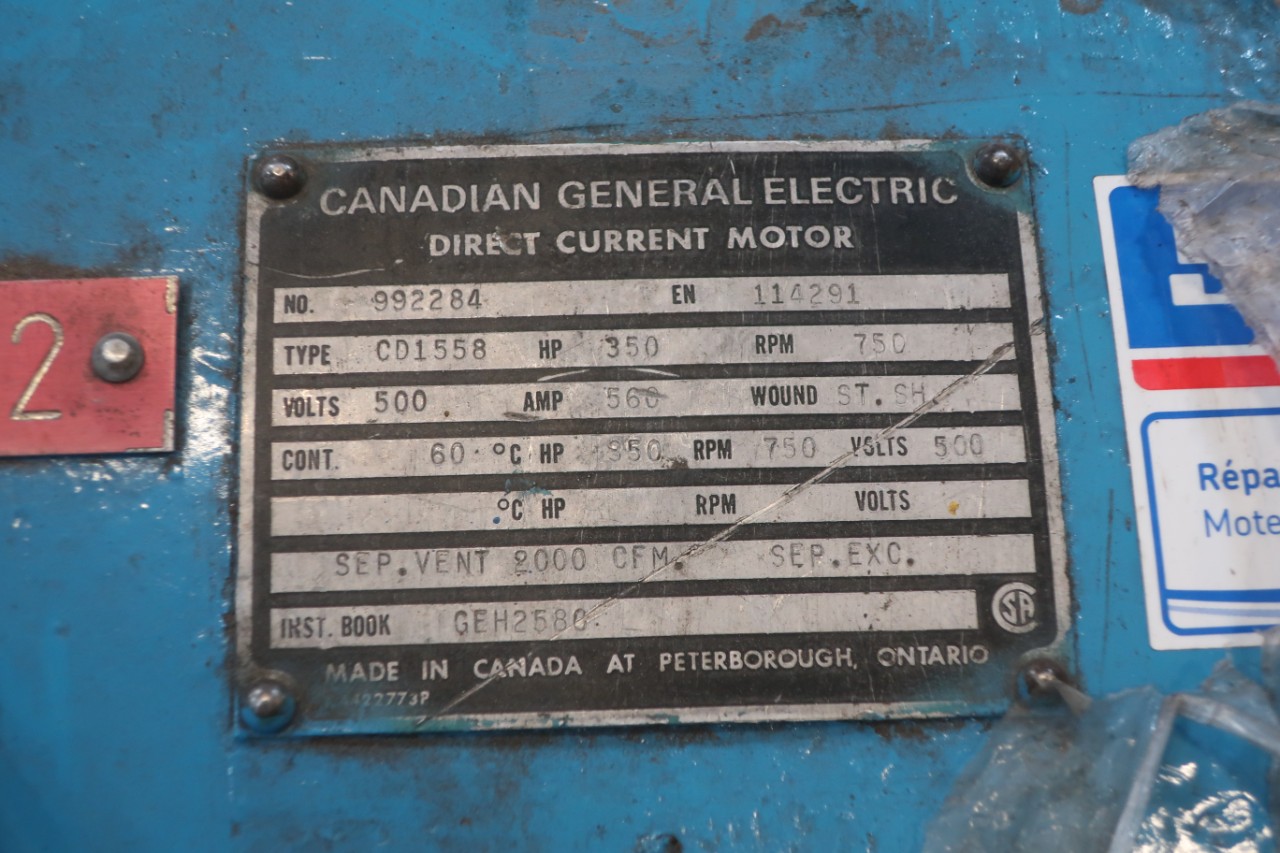 CANADIAN GENERAL ELECTRIC
DIRECT CURRENT MOTOR
NO. 992284 EN 114291
TYPE CD1558 HP 350 RPM 750
VOLTS 500 AMP 560 WOUND ST.SH.
CONT. 60 °C HP 350 RPM 750 VOLTS 500
°C HP RPM VOLTS
SEP.VENT 2000 CFM. SEP.EXC.
INST. BOOK GEH2580
SA
MADE IN CANADA AT PETERBOROUGH, ONTARIO
2
Répa
Mote